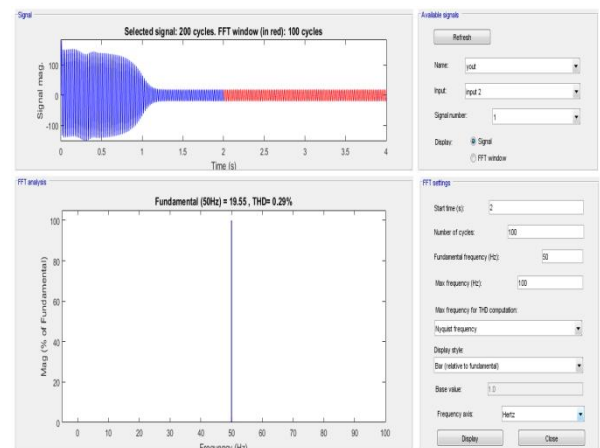 Signal
Selected signal: 200 cycles. FFT window (in red): 100 cycles
Signal mag.
100
0
-100
0 0.5 1 1.5 2 2.5 3 3.5 4
Time (s)
Available signals
Refresh
Name: yout
Input: input 2
Signal number: 1
Display: Signal
FFT window
FFT analysis
Fundamental (50Hz) = 19.55 , THD= 0.29%
Mag (% of Fundamental)
100
80
60
40
20
0
0 10 20 30 40 50 60 70 80 90 100
Frequency (Hz)
FFT settings
Start time (s): 2
Number of cycles: 100
Fundamental frequency (Hz): 50
Max frequency (Hz): 100
Max frequency for THD computation:
Nyquist frequency
Display style:
Bar (relative to fundamental)
Base value: 1.0
Frequency axis: Hertz
Display Close